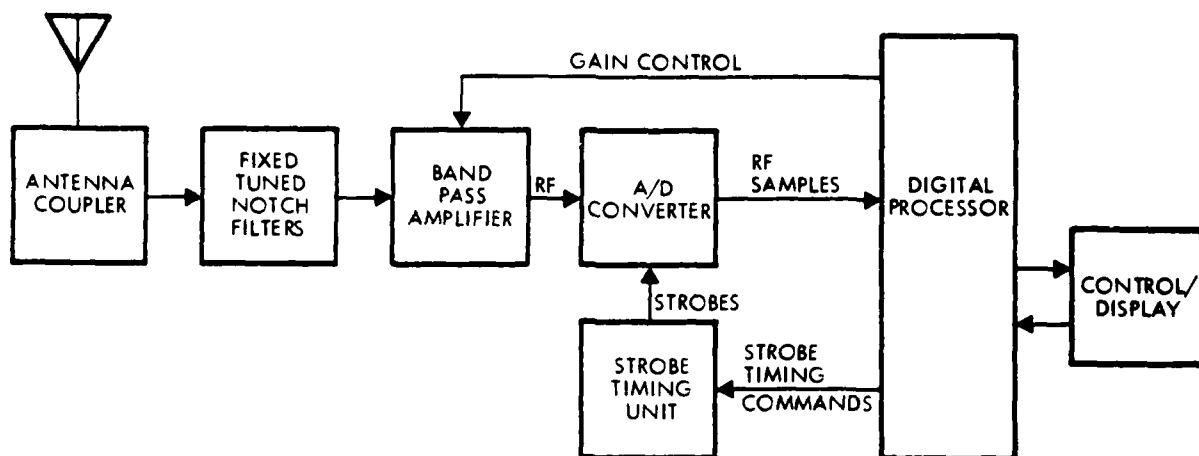 GAIN CONTROL
ANTENNA
COUPLER
FIXED
TUNED
NOTCH
FILTERS
BAND
PASS
AMPLIFIER
RF
A/D
CONVERTER
RF
SAMPLES
DIGITAL
PROCESSOR
CONTROL/
DISPLAY
STROBES
STROBE
TIMING
UNIT
STROBE
TIMING
COMMANDS